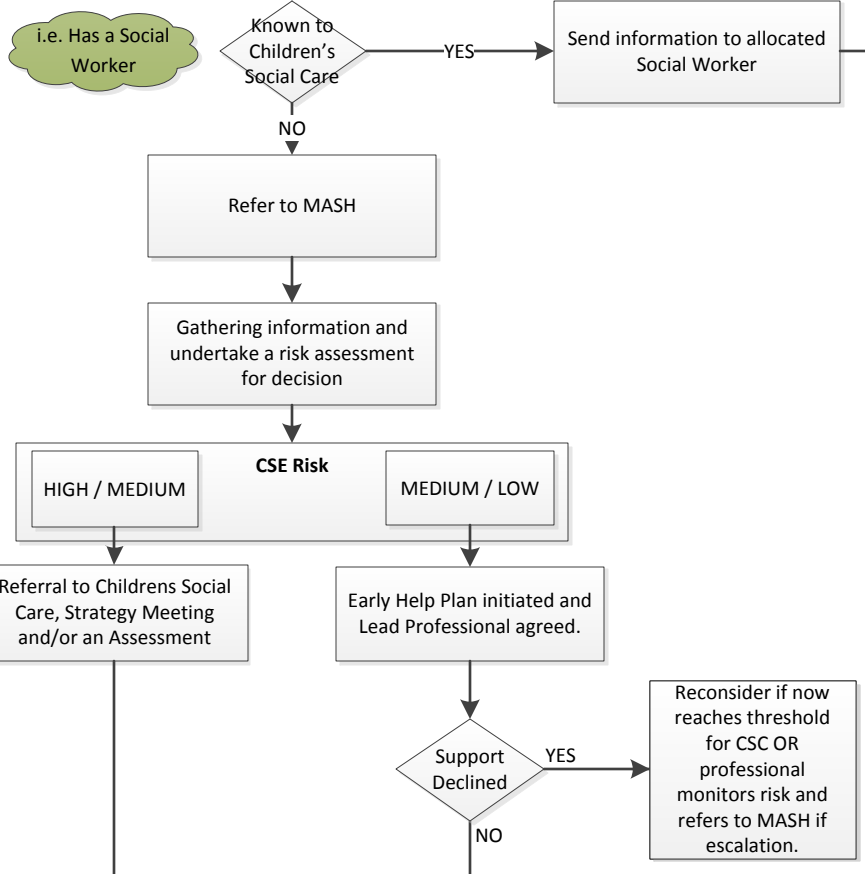 i.e. Has a Social
Worker
Known to
Children's
Social Care
YES
Send information to allocated
Social Worker
NO
Refer to MASH
Gathering information and
undertake a risk assessment
for decision
CSE Risk
HIGH / MEDIUM
MEDIUM / LOW
Referral to Childrens Social
Care, Strategy Meeting
and/or an Assessment
Early Help Plan initiated and
Lead Professional agreed.
Support
Declined
YES
Reconsider if now
reaches threshold
for CSC OR
professional
monitors risk and
refers to MASH if
escalation.
NO